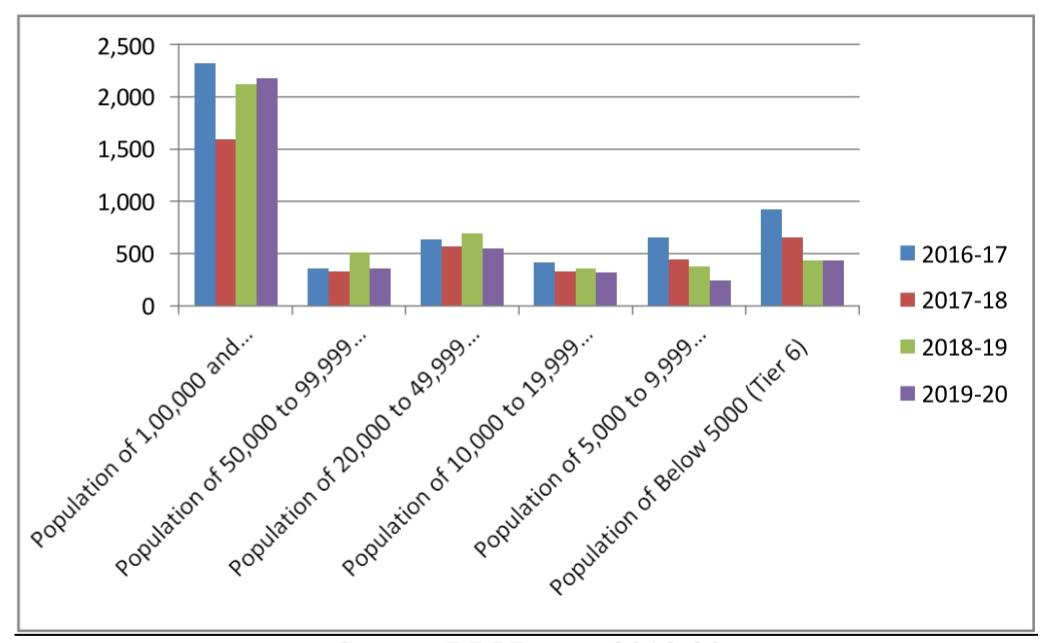 2,500
2,000
1,500
1,000
500
0
Population of 1,00,000 and...
Population of 50,000 to 99,999...
Population of 20,000 to 49,999...
Population of 10,000 to 19,999...
Population of 5,000 to 9,999...
Population of Below 5000 (Tier 6)
2016-17
2017-18
2018-19
2019-20